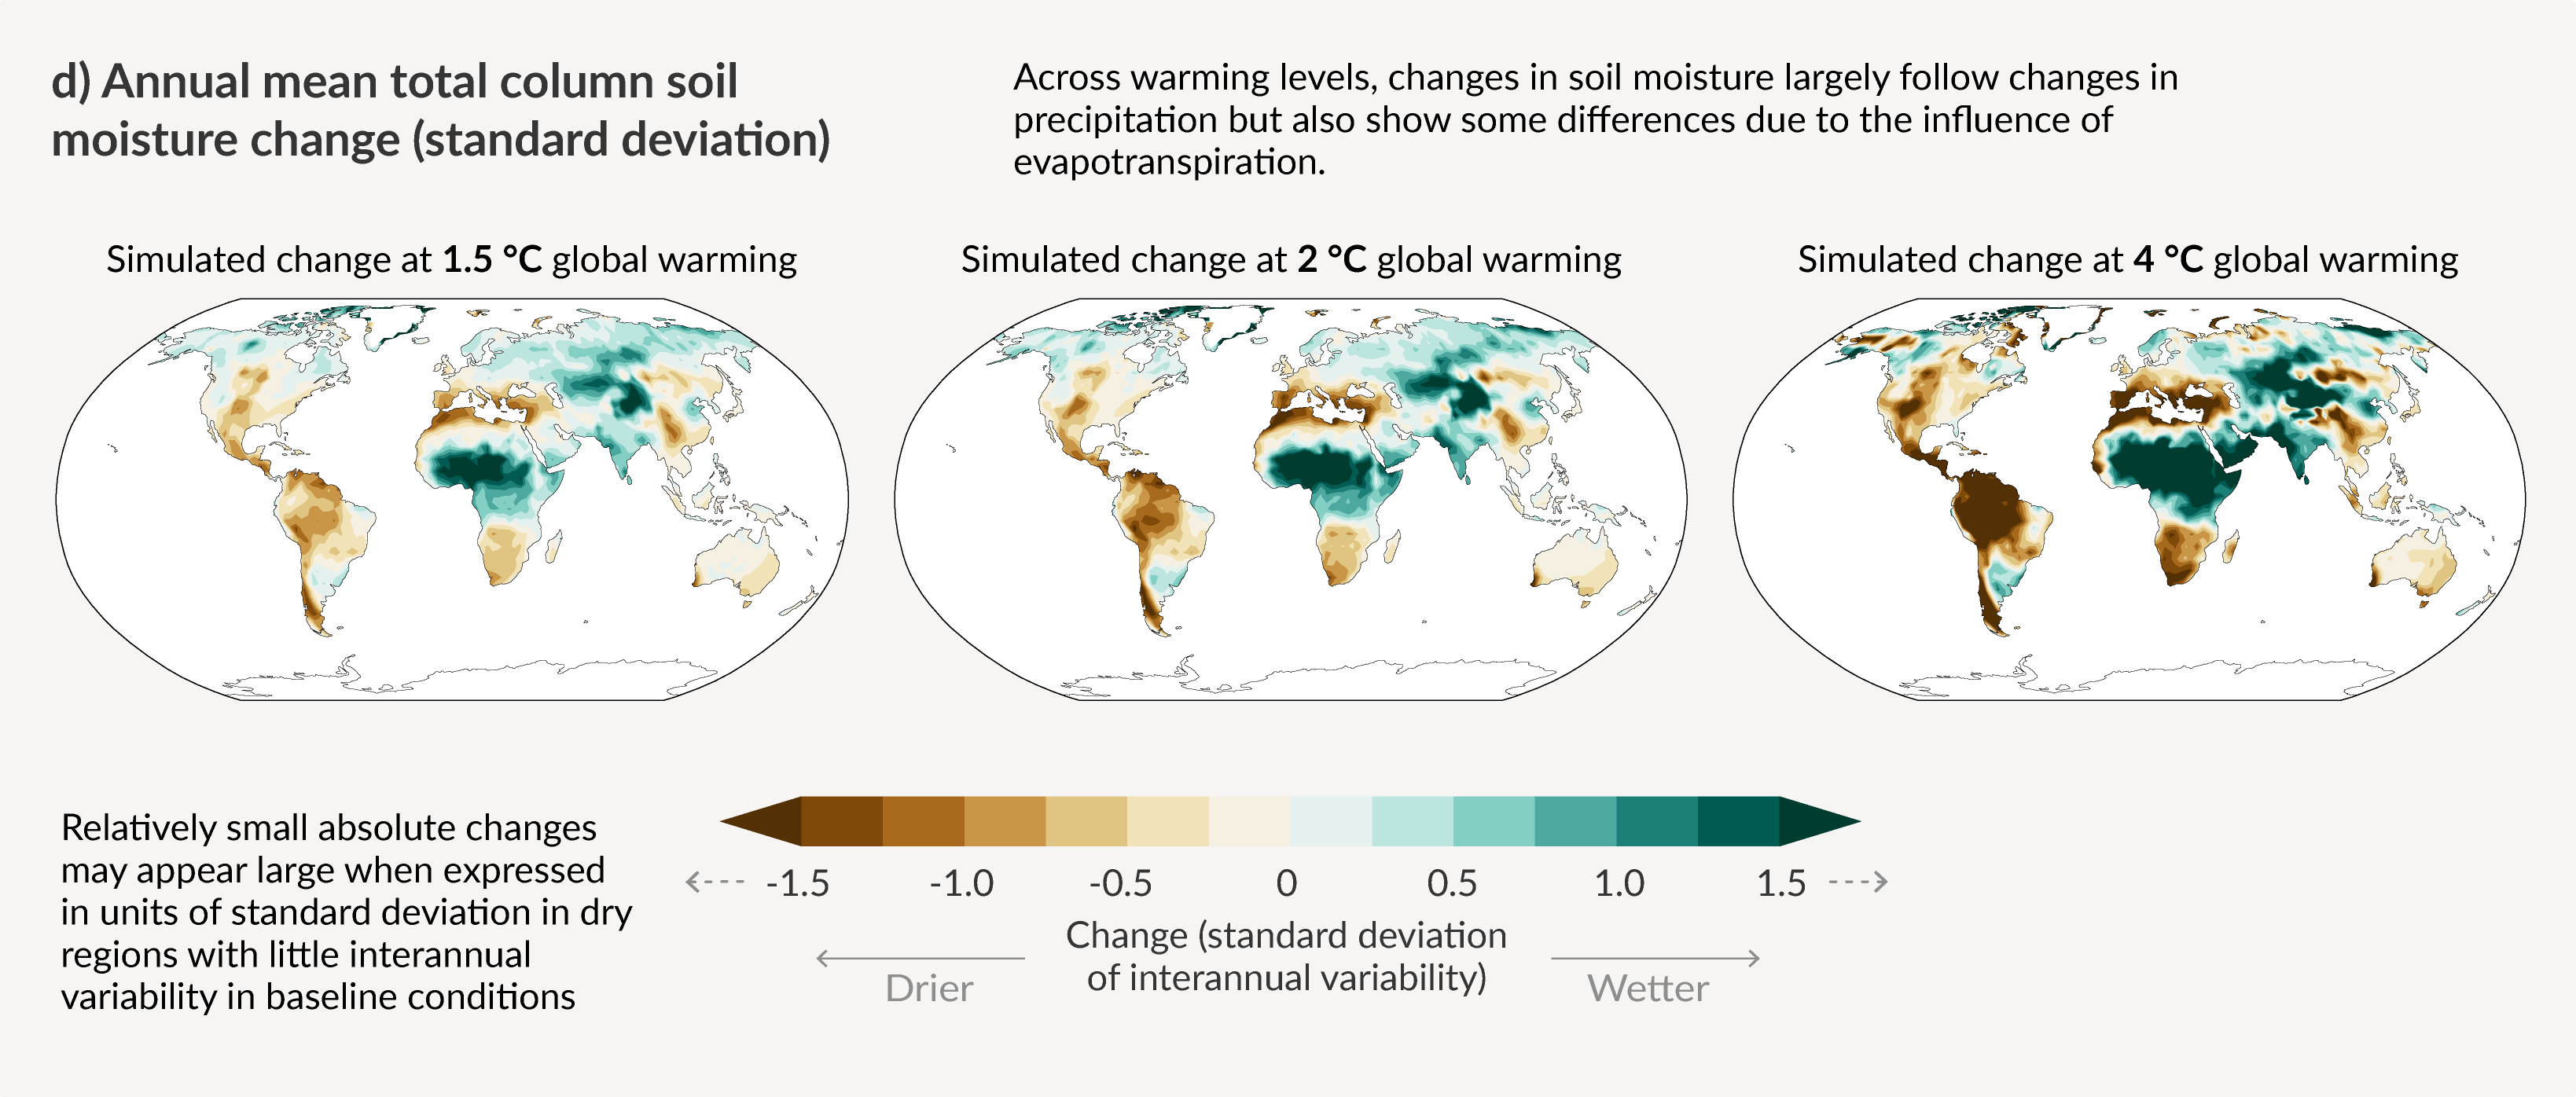 d) Annual mean total column soil
moisture change (standard deviation)
Across warming levels, changes in soil moisture largely follow changes in
precipitation but also show some differences due to the influence of
evapotranspiration.
Simulated change at 1.5 °C global warming
Simulated change at 2 °C global warming
Simulated change at 4 °C global warming
Relatively small absolute changes
may appear large when expressed
in units of standard deviation in dry
regions with little interannual
variability in baseline conditions
-1.5 -1.0 -0.5 0 0.5 1.0 1.5
Change (standard deviation
of interannual variability)
Drier
Wetter